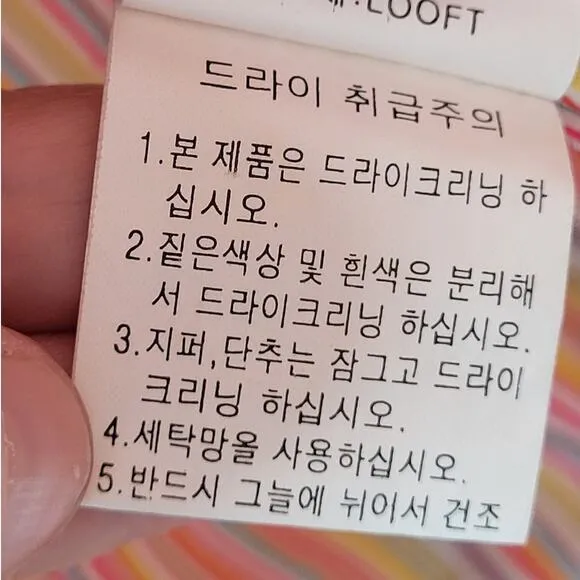 :LOOFT
드라이 취급주의
1.본 제품은 드라이크리닝 하
십시오.
2.짙은색상 및 흰색은 분리해
서 드라이크리닝 하십시오.
3.지퍼,단추는 잠그고 드라이
크리닝 하십시오.
4.세탁망올 사용하십시오.
5.반드시 그늘에 뉘어서 건조